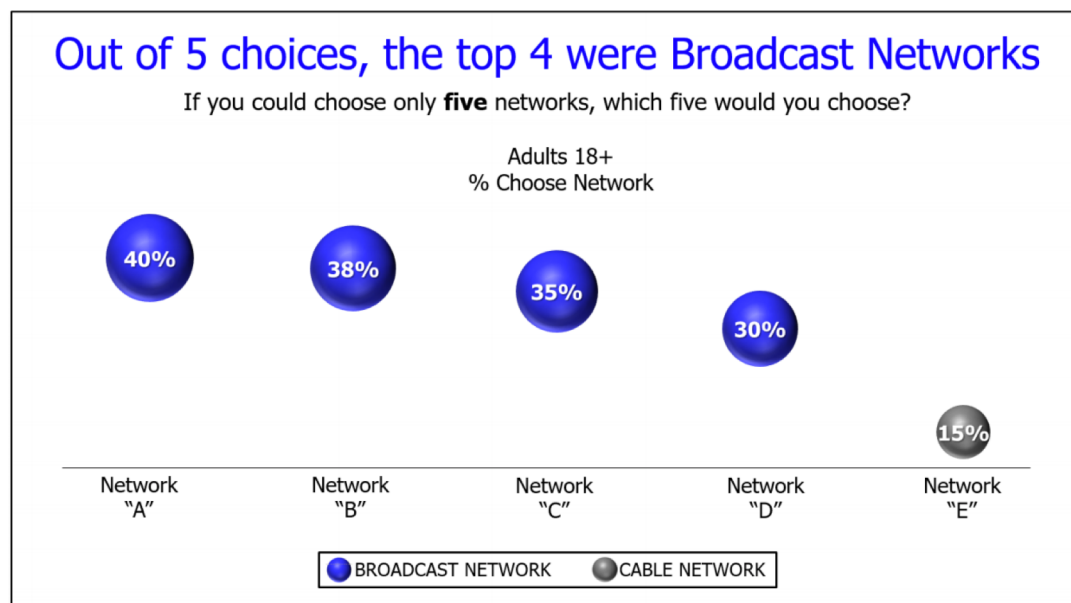 Out of 5 choices, the top 4 were Broadcast Networks
If you could choose only five networks, which five would you choose?
Adults 18+
% Choose Network
40%
38%
35%
30%
15%
Network
“A”
Network
“B”
Network
“C”
Network
“D”
Network
“E”
BROADCAST NETWORK
CABLE NETWORK